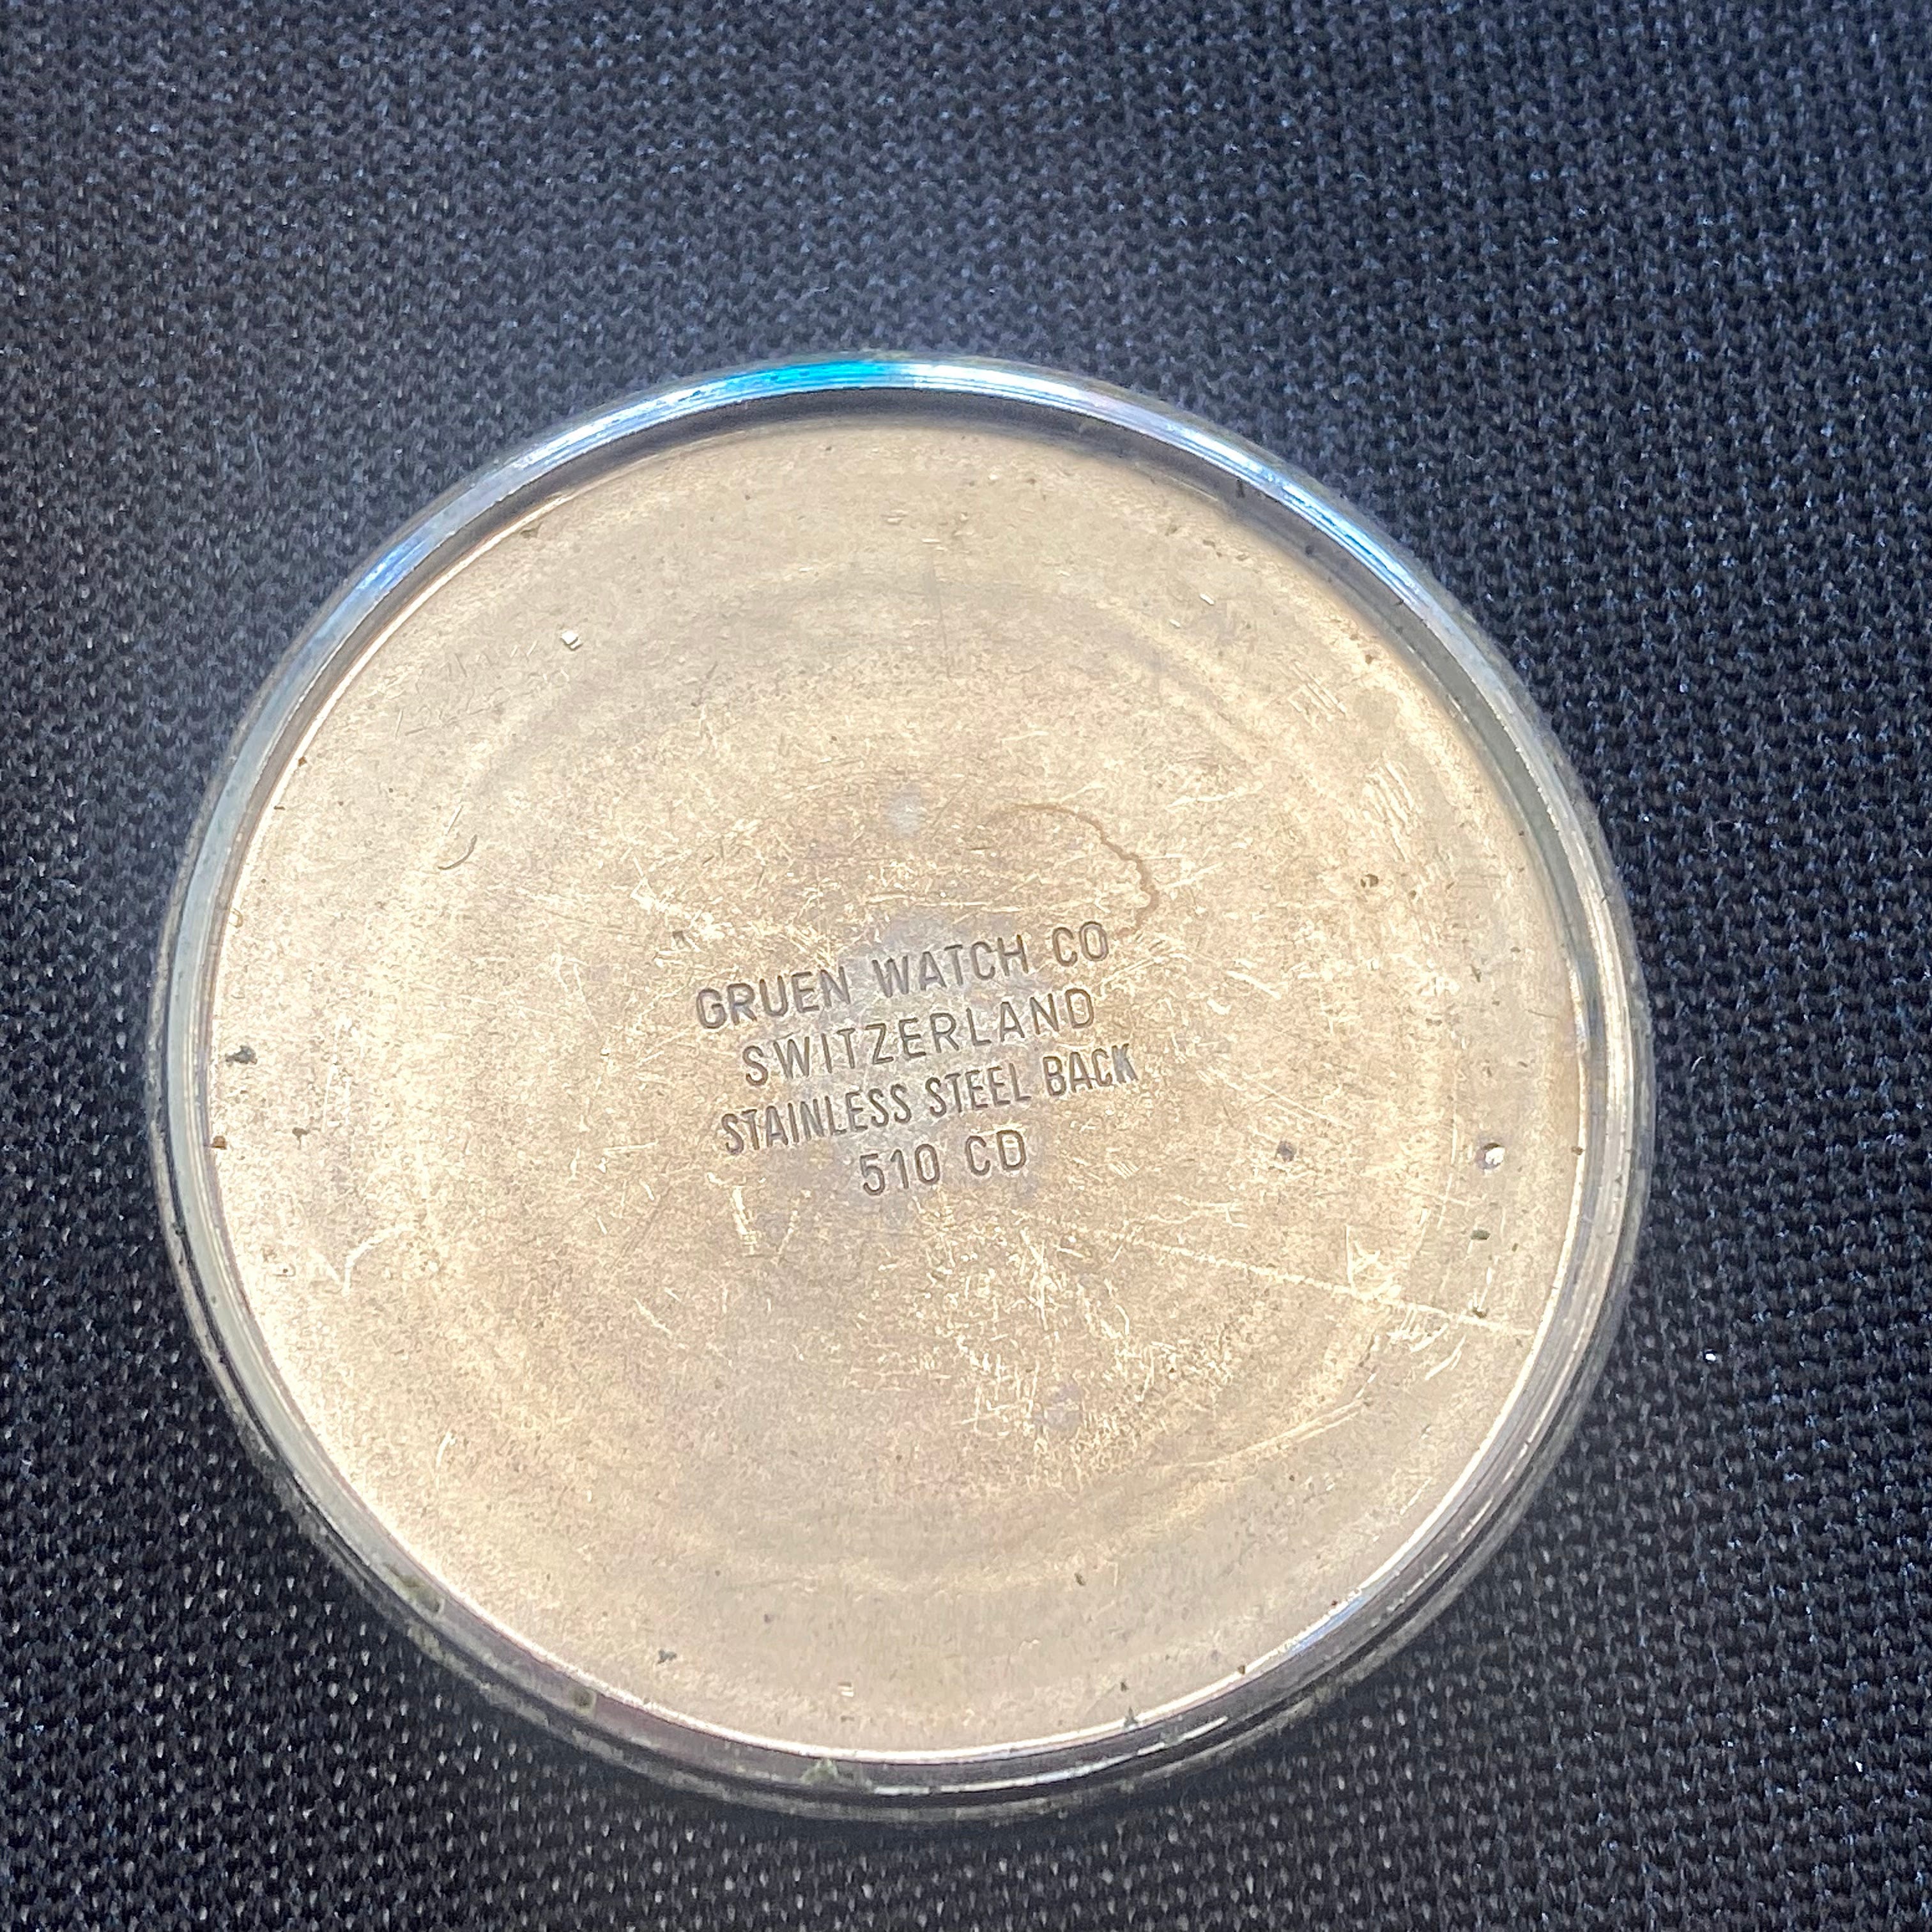 GRUEN WATCH CO
SWITZERLAND
STAINLESS STEEL BACK
510 CD